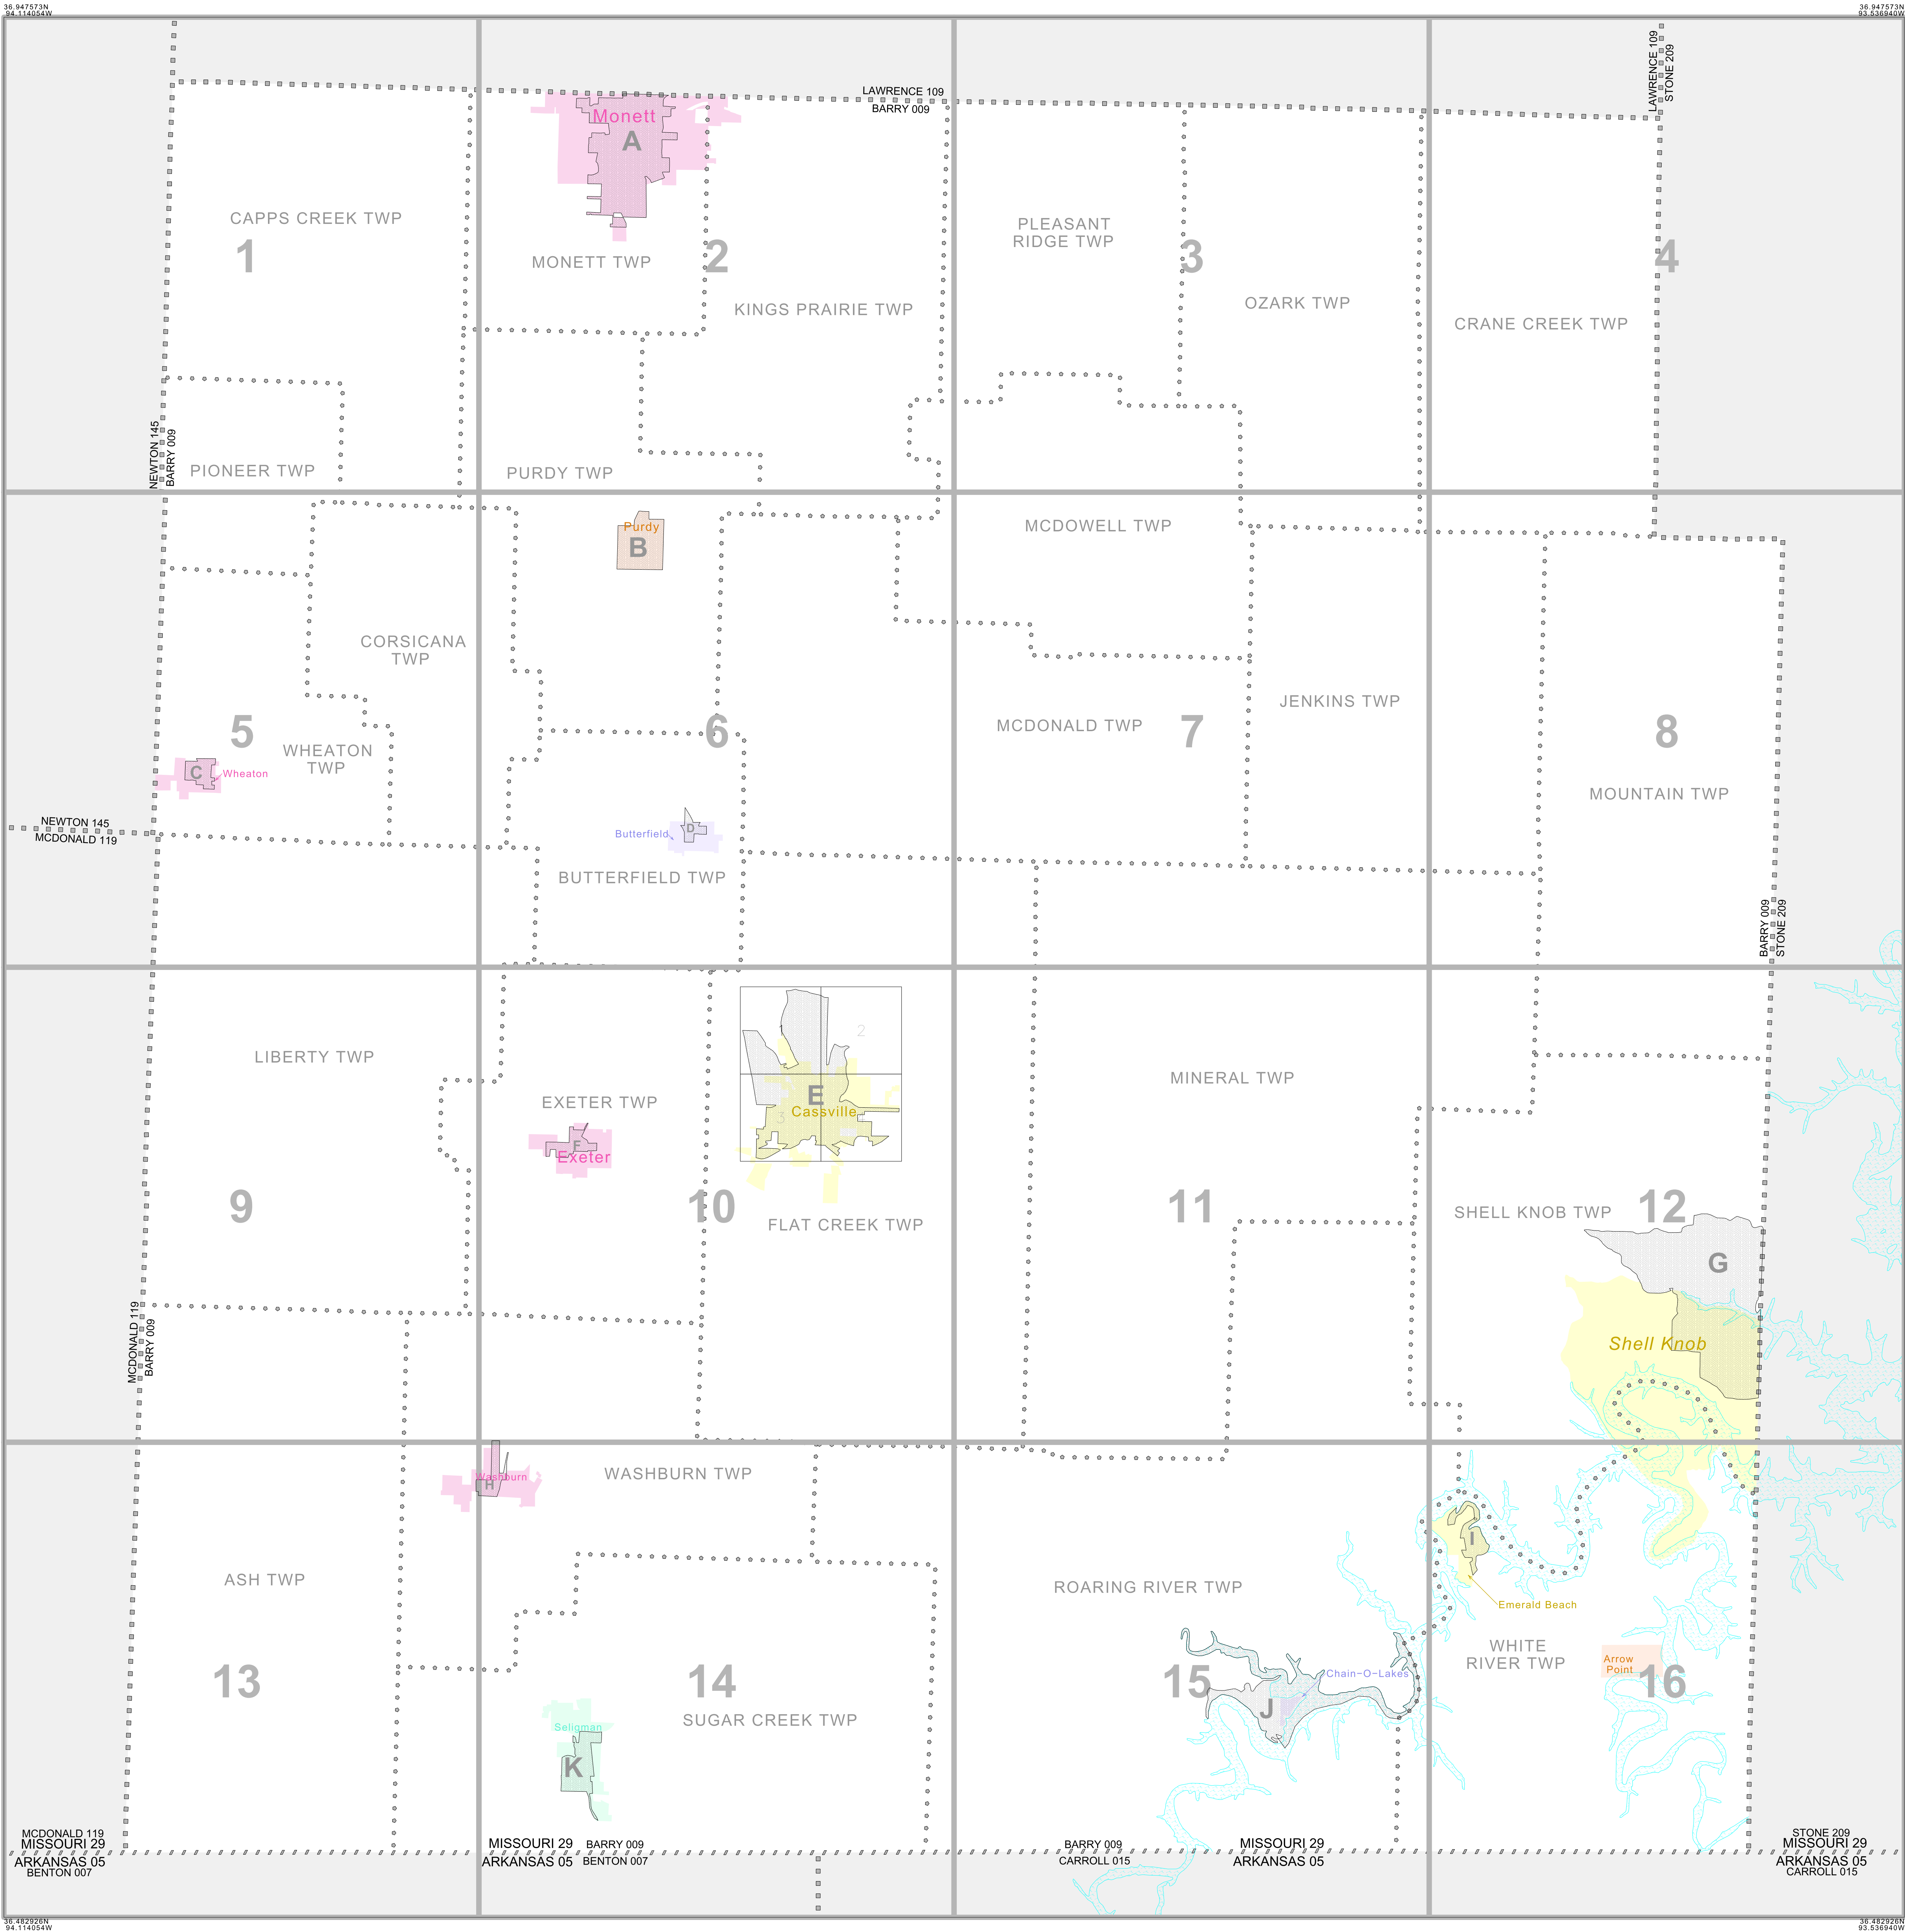 36.947573N
94.114054W
36.947573N
93.536940W
LAWRENCE 109
BARRY 009
LAWRENCE 109
STONE 209
Monett
A
CAPPS CREEK TWP
1
MONETT TWP
2
KINGS PRAIRIE TWP
PLEASANT
RIDGE TWP
3
OZARK TWP
4
CRANE CREEK TWP
NEWTON 145
BARRY 009
PIONEER TWP
PURDY TWP
Purdy
B
MCDOWELL TWP
CORSICANA
TWP
5
WHEATON
TWP
C
Wheaton
6
MCDONALD TWP
7
JENKINS TWP
8
MOUNTAIN TWP
NEWTON 145
MCDONALD 119
Butterfield
D
BUTTERFIELD TWP
BARRY 009
STONE 209
LIBERTY TWP
EXETER TWP
F
Exeter
1
2
E
Cassville
3
MINERAL TWP
9
10
FLAT CREEK TWP
11
SHELL KNOB TWP
12
G
MCDONALD 119
BARRY 009
Shell Knob
Washburn
H
WASHBURN TWP
I
Emerald Beach
ASH TWP
ROARING RIVER TWP
WHITE
RIVER TWP
Arrow
Point
13
14
15
16
Chain-O-Lakes
J
SUGAR CREEK TWP
Seligman
K
MCDONALD 119
MISSOURI 29
ARKANSAS 05
BENTON 007
MISSOURI 29
BARRY 009
ARKANSAS 05
BENTON 007
BARRY 009
CARROLL 015
MISSOURI 29
ARKANSAS 05
STONE 209
MISSOURI 29
ARKANSAS 05
CARROLL 015
36.482926N
94.114054W
36.482926N
93.536940W